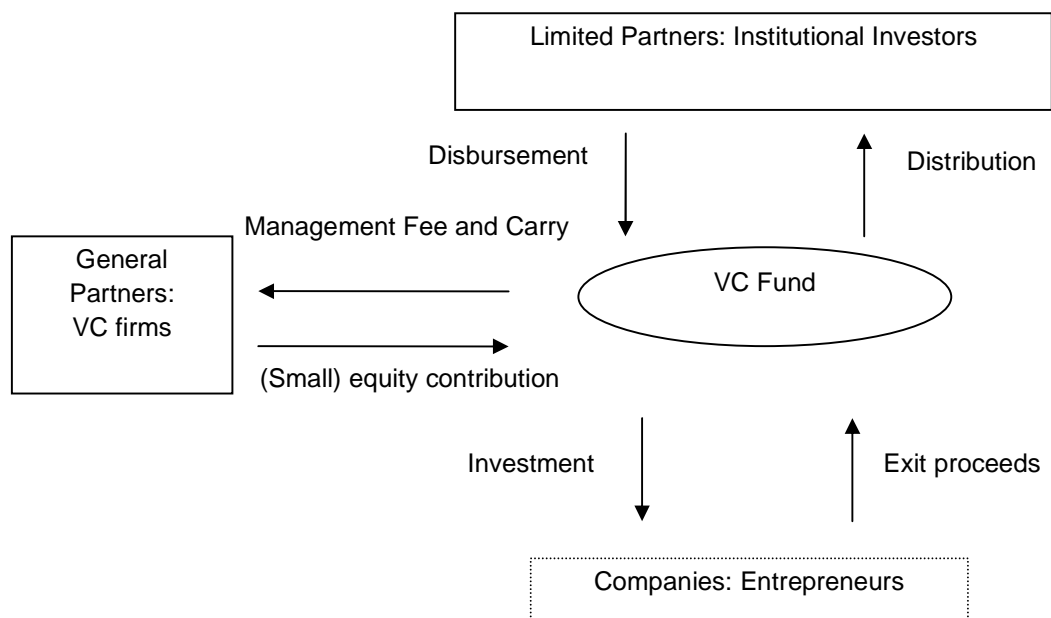 Limited Partners: Institutional Investors
Disbursement
Distribution
Management Fee and Carry
General
Partners:
VC firms
VC Fund
(Small) equity contribution
Investment
Exit proceeds
Companies: Entrepreneurs